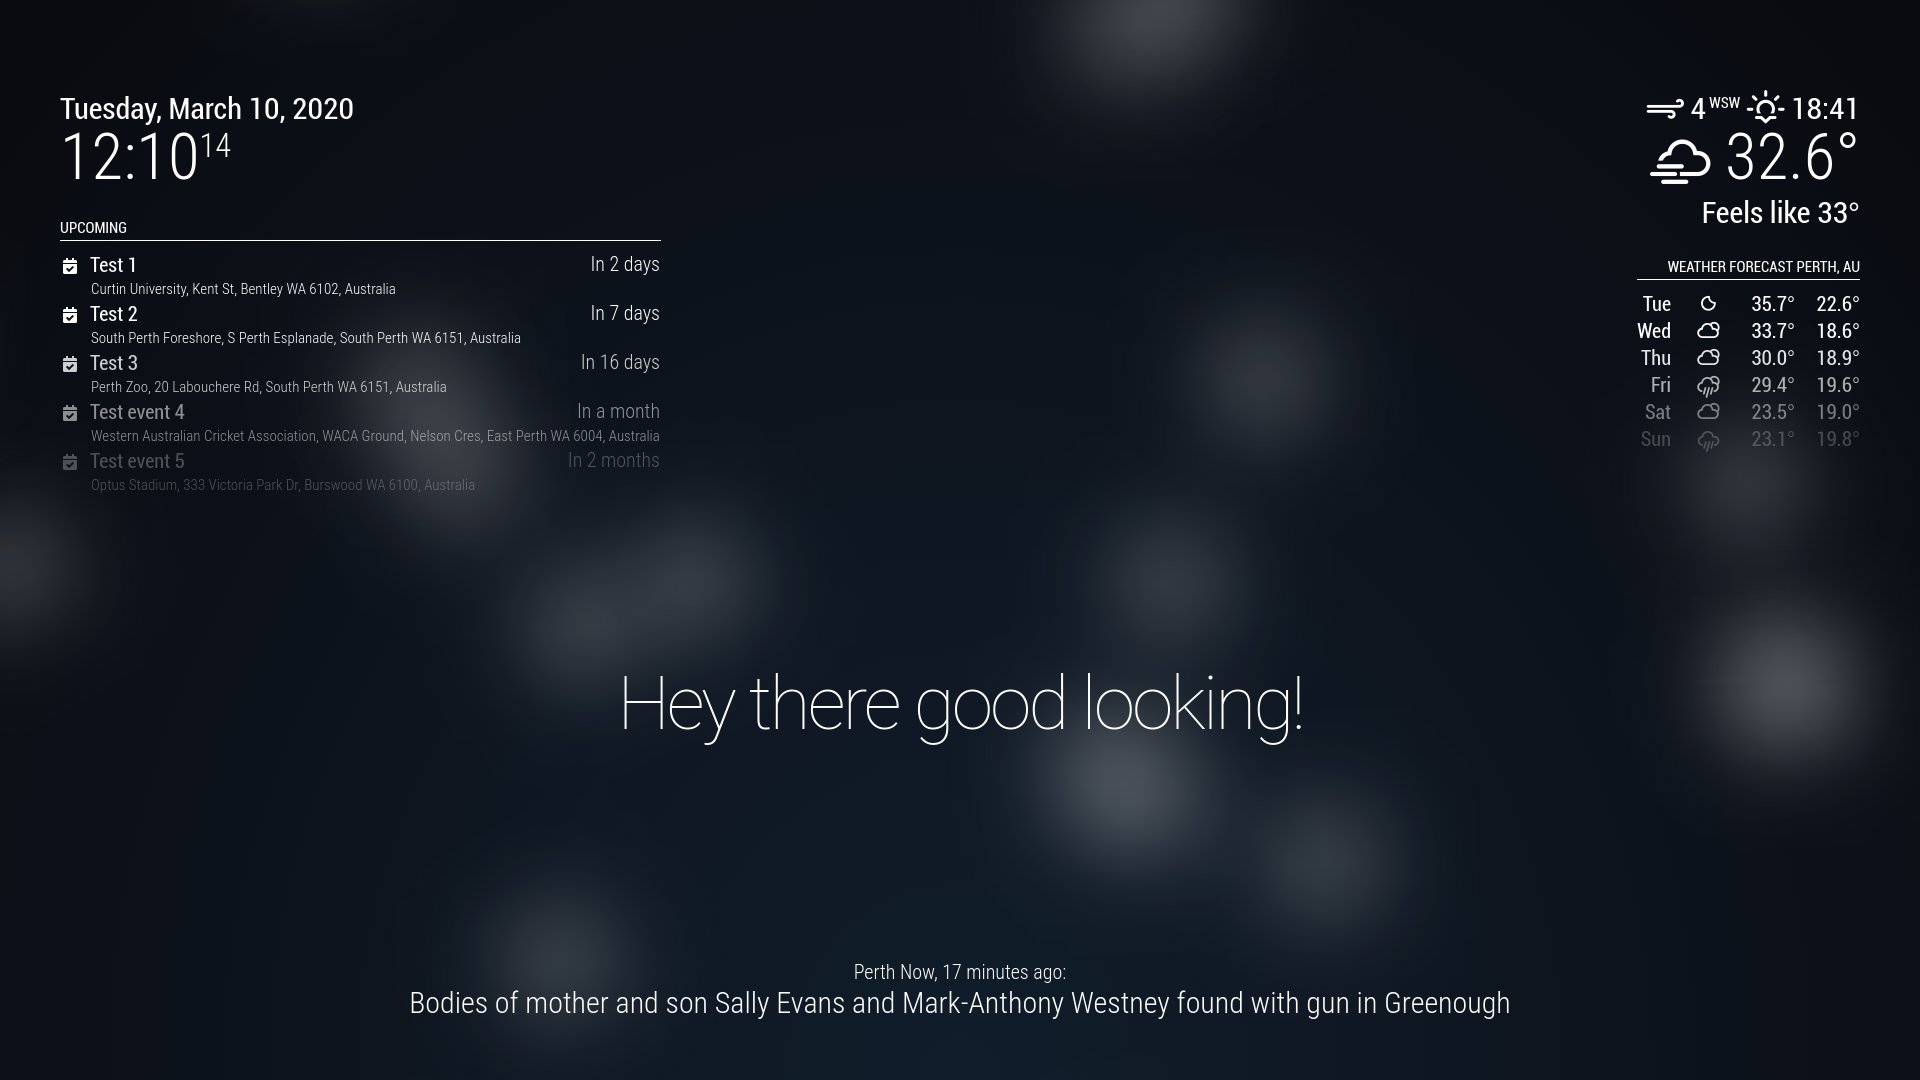 Tuesday, March 10, 2020
12:10 14
UPCOMING
Test 1 In 2 days
Curtin University, Kent St, Bentley WA 6102, Australia
Test 2 In 7 days
South Perth Foreshore, S Perth Esplanade, South Perth WA 6151, Australia
Test 3 In 16 days
Perth Zoo, 20 Labouchere Rd, South Perth WA 6151, Australia
Test event 4 In a month
Western Australian Cricket Association, WACA Ground, Nelson Cres, East Perth WA 6004, Australia
Test event 5 In 2 months
Optus Stadium, 333 Victoria Park Dr, Burswood WA 6100, Australia
4 WSW 18:41
32.6°
Feels like 33°
WEATHER FORECAST PERTH, AU
Tue 35.7° 22.6°
Wed 33.7° 18.6°
Thu 30.0° 18.9°
Fri 29.4° 19.6°
Sat 23.5° 19.0°
Sun 23.1° 19.8°
Hey there good looking!
Perth Now, 17 minutes ago:
Bodies of mother and son Sally Evans and Mark-Anthony Westney found with gun in Greenough